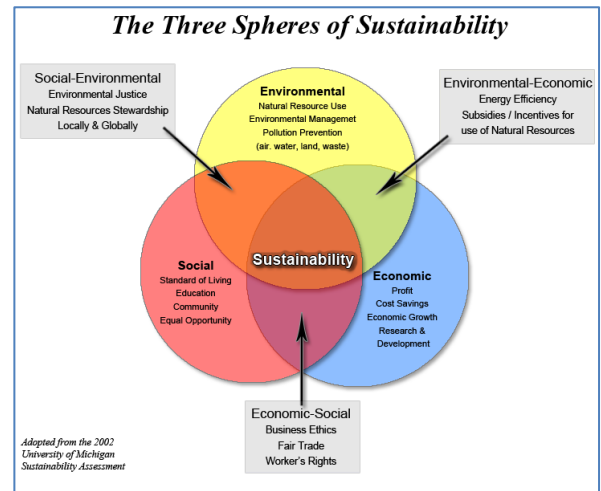 The Three Spheres of Sustainability
Social-Environmental
Environmental Justice
Natural Resources Stewardship
Locally & Globally
Environmental
Natural Resource Use
Environmental Managemet
Pollution Prevention
(air. water, land, waste)
Environmental-Economic
Energy Efficiency
Subsidies / Incentives for
use of Natural Resources
Sustainability
Social
Standard of Living
Education
Community
Equal Opportunity
Economic
Profit
Cost Savings
Economic Growth
Research &
Development
Economic-Social
Business Ethics
Fair Trade
Worker's Rights
Adopted from the 2002
University of Michigan
Sustainability Assessment